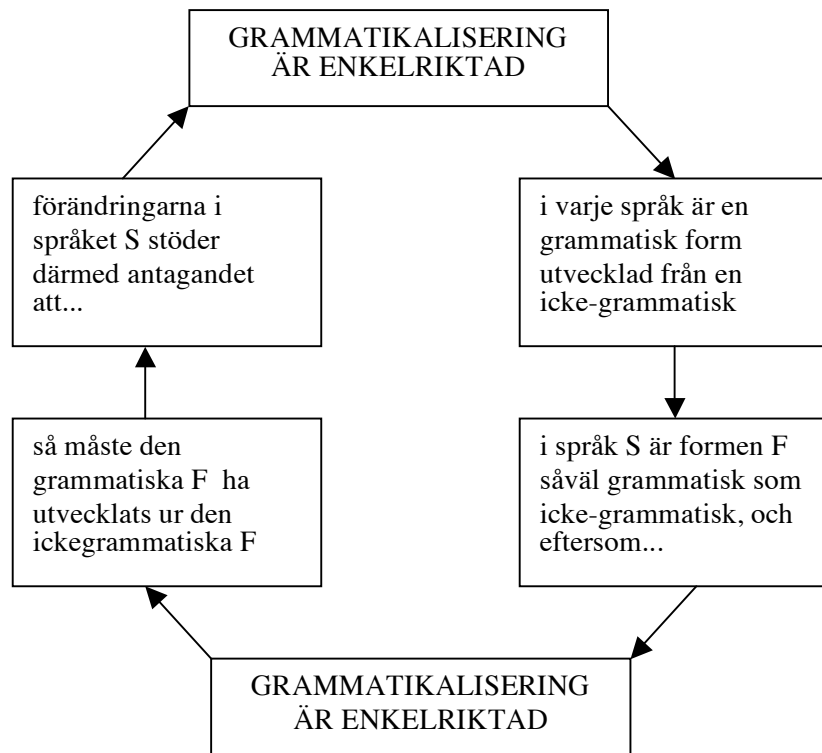 GRAMMATIKALISERING
ÄR ENKELRIKTAD
i varje språk är en
grammatisk form
utvecklad från en
icke-grammatisk
i språk S är formen F
såväl grammatisk som
icke-grammatisk, och
eftersom...
GRAMMATIKALISERING
ÄR ENKELRIKTAD
så måste den
grammatiska F ha
utvecklats ur den
ickegrammatiska F
förändringarna i
språket S stöder
därmed antagandet
att...